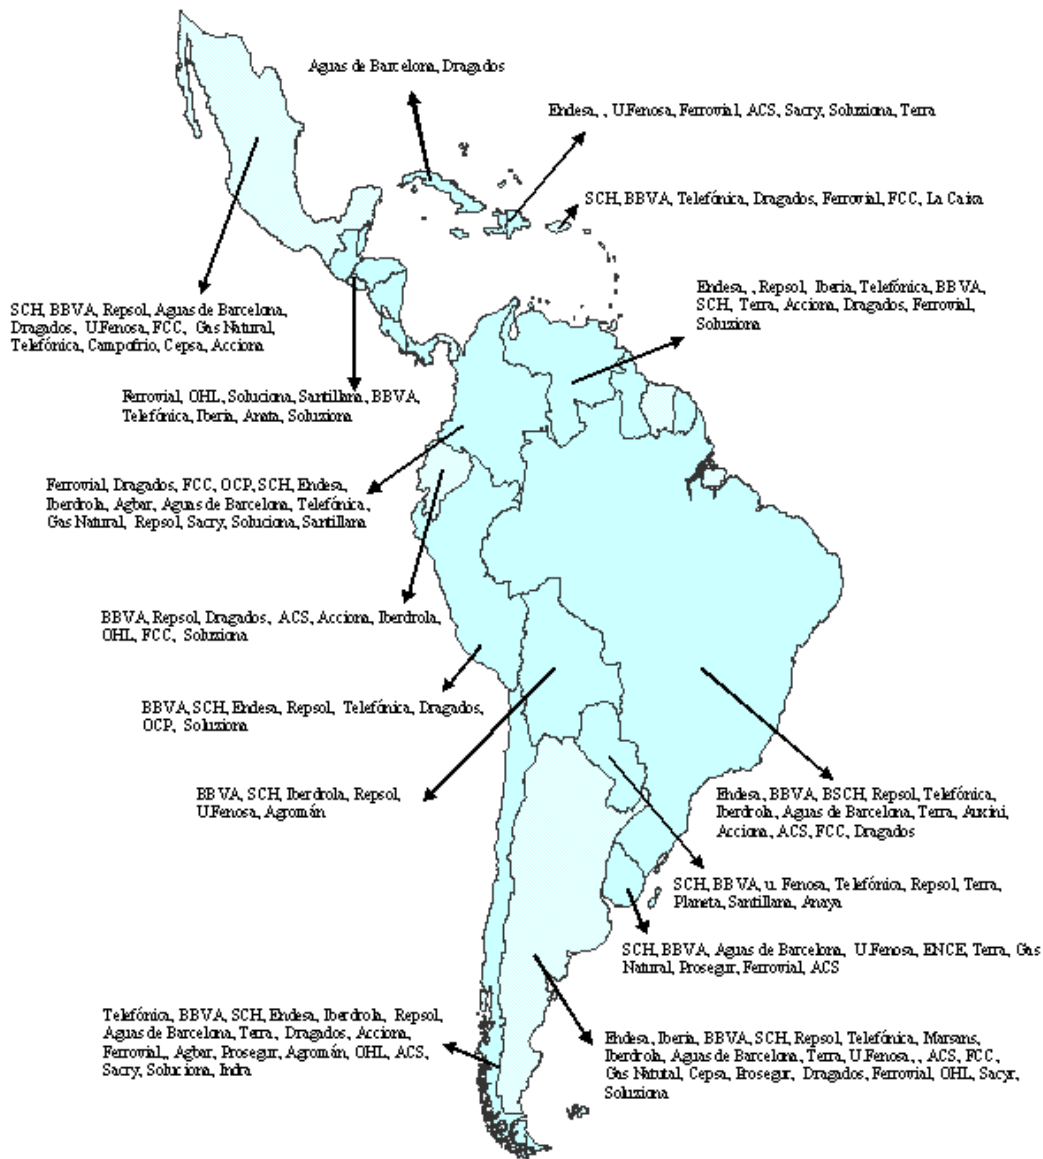 Aguas de Barcelona, Dragados
Endesa, , U.Fenosa, Ferrovial, ACS, Sacry, Soluziona, Terra
SCH, BBVA, Telefónica, Dragados, Ferrovial, FCC, La Caixa
Endesa, , Repsol, Iberia, Telefónica, BBVA,
SCH, Terra, Acciona, Dragados, Ferrovial,
Soluziona
SCH, BBVA, Repsol, Aguas de Barcelona,
Dragados, U.Fenosa, FCC, Gas Natural,
Telefónica, Campofrio, Cepsa, Acciona
Ferrovial, OHL, Soluciona, Santillana, BBVA,
Telefónica, Iberia, Anata, Soluziona
Ferrovial, Dragados, FCC, OCP, SCH, Endesa,
Iberdrola, Agbar, Aguas de Barcelona, Telefónica,
Gas Natural, Repsol, Sacry, Soluciona, Santillana
BBVA, Repsol, Dragados, ACS, Acciona, Iberdrola,
OHL, FCC, Soluziona
BBVA, SCH, Endesa, Repsol, Telefónica, Dragados,
OCP, Soluziona
BBVA, SCH, Iberdrola, Repsol,
U.Fenosa, Agromán
Endesa, BBVA, BSCH, Repsol, Telefónica,
Iberdrola, Aguas de Barcelona, Terra, Auxini,
Acciona, ACS, FCC, Dragados
SCH, BBVA, u. Fenosa, Telefónica, Repsol, Terra,
Planeta, Santillana, Anaya
SCH, BBVA, Aguas de Barcelona, U.Fenosa, ENCE, Terra, Gas
Natural, Prosegur, Ferrovial, ACS
Telefónica, BBVA, SCH, Endesa, Iberdrola, Repsol,
Aguas de Barcelona, Terra, Dragados, Acciona,
Ferrovial,, Agbar, Prosegur, Agromán, OHL, ACS,
Sacry, Soluciona, Indra
Endesa, Iberia, BBVA, SCH, Repsol, Telefónica, Marsans,
Iberdrola, Aguas de Barcelona, Terra, U.Fenosa, , ACS, FCC,
Gas Natutal, Cepsa, Prosegur, Dragados, Ferrovial, OHL, Sacyr,
Soluziona